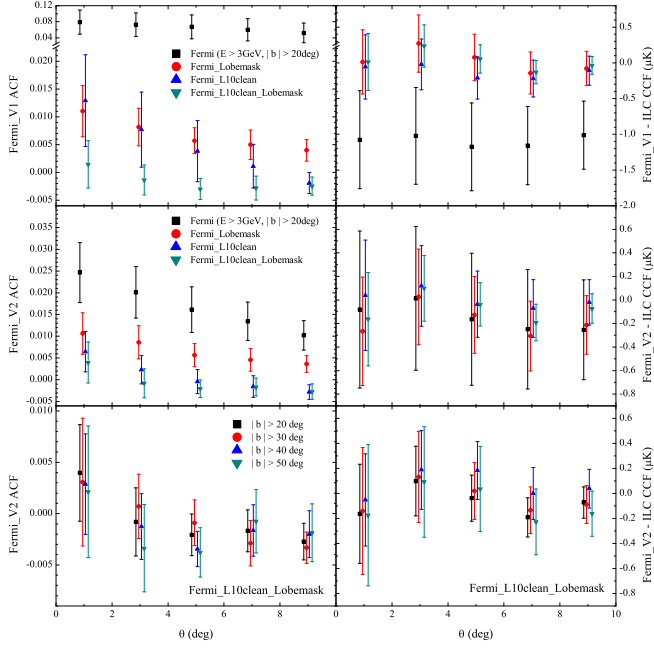 0.12
0.08
0.04
0.020
0.015
0.010
0.005
0.000
-0.005
Fermi_V1 ACF
Fermi (E > 3GeV, | b | > 20deg)
Fermi_Lobemask
Fermi_L10clean
Fermi_L10clean_Lobemask
0.5
0.0
-0.5
-1.0
-1.5
-2.0
Fermi_V1 - ILC CCF (μK)
0.035
0.030
0.025
0.020
0.015
0.010
0.005
0.000
-0.005
Fermi_V2 ACF
Fermi (E > 3GeV, | b | > 20deg)
Fermi_Lobemask
Fermi_L10clean
Fermi_L10clean_Lobemask
0.6
0.4
0.2
0.0
-0.2
-0.4
-0.6
-0.8
Fermi_V2 - ILC CCF (μK)
0.010
0.005
0.000
-0.005
Fermi_V2 ACF
| b | > 20 deg
| b | > 30 deg
| b | > 40 deg
| b | > 50 deg
Fermi_L10clean_Lobemask
0 2 4 6 8
θ (deg)
0.6
0.4
0.2
0.0
-0.2
-0.4
-0.6
-0.8
Fermi_V2 - ILC CCF (μK)
Fermi_L10clean_Lobemask
0 2 4 6 8 10
θ (deg)